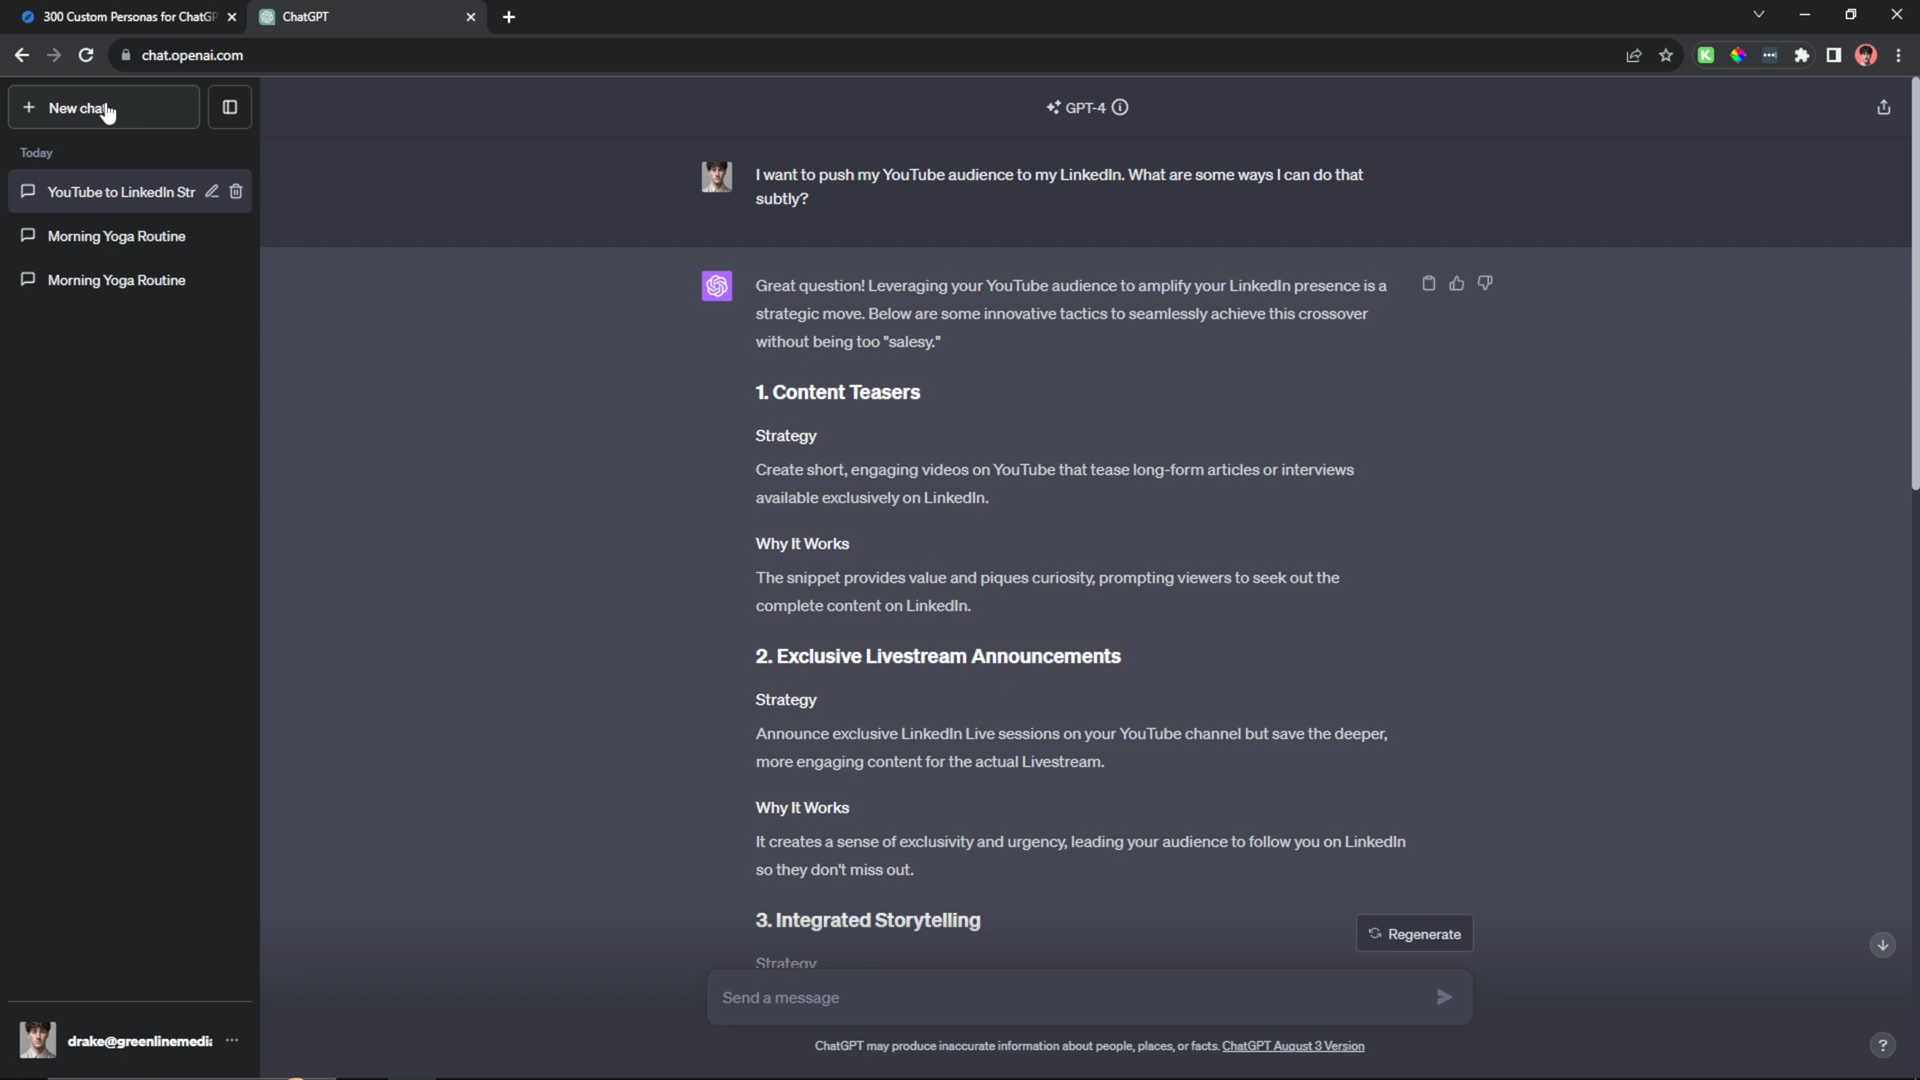 300 Custom Personas for ChatGP
ChatGPT
chat.openai.com
New chat
GPT-4
Today
YouTube to LinkedIn Str
Morning Yoga Routine
Morning Yoga Routine
I want to push my YouTube audience to my LinkedIn. What are some ways I can do that
subtly?
Great question! Leveraging your YouTube audience to amplify your LinkedIn presence is a
strategic move. Below are some innovative tactics to seamlessly achieve this crossover
without being too "salesy."
1. Content Teasers
Strategy
Create short, engaging videos on YouTube that tease long-form articles or interviews
available exclusively on LinkedIn.
Why It Works
The snippet provides value and piques curiosity, prompting viewers to seek out the
complete content on LinkedIn.
2. Exclusive Livestream Announcements
Strategy
Announce exclusive LinkedIn Live sessions on your YouTube channel but save the deeper,
more engaging content for the actual Livestream.
Why It Works
It creates a sense of exclusivity and urgency, leading your audience to follow you on LinkedIn
so they don't miss out.
3. Integrated Storytelling
Regenerate
Strategy
Send a message
drake@greenlinemedia
ChatGPT may produce inaccurate information about people, places, or facts. ChatGPT August 3 Version
?